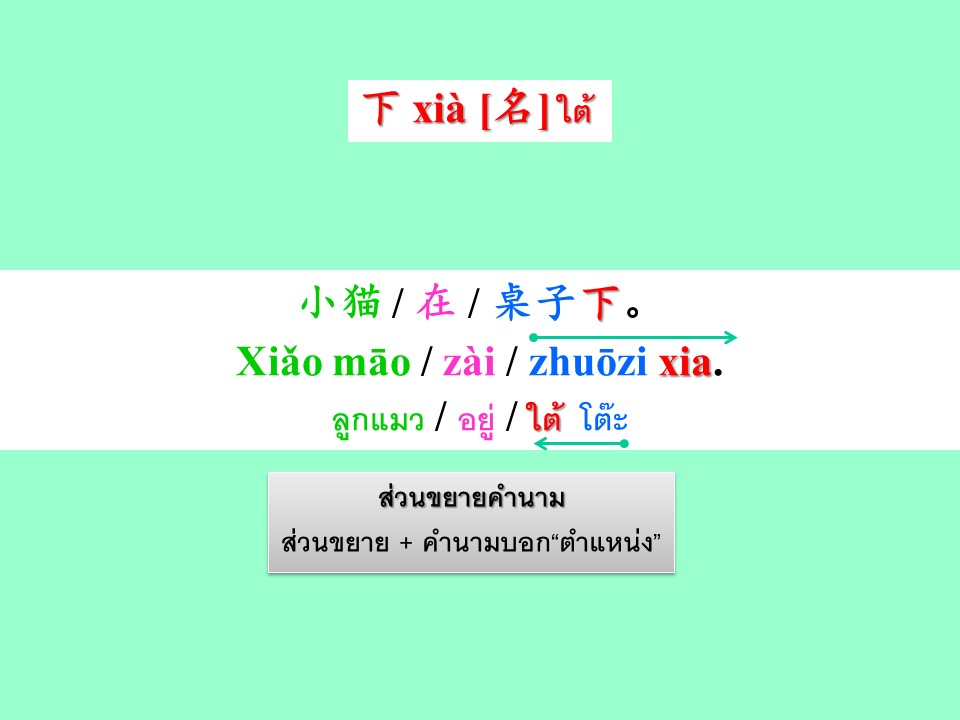 下 xià [名] ใต้
小猫 / 在 / 桌子下。
Xiǎo māo / zài / zhuōzi xia.
ลูกแมว / อยู่ / ใต้ โต๊ะ
ส่วนขยายคำนาม
ส่วนขยาย + คำนามบอก“ตำแหน่ง”